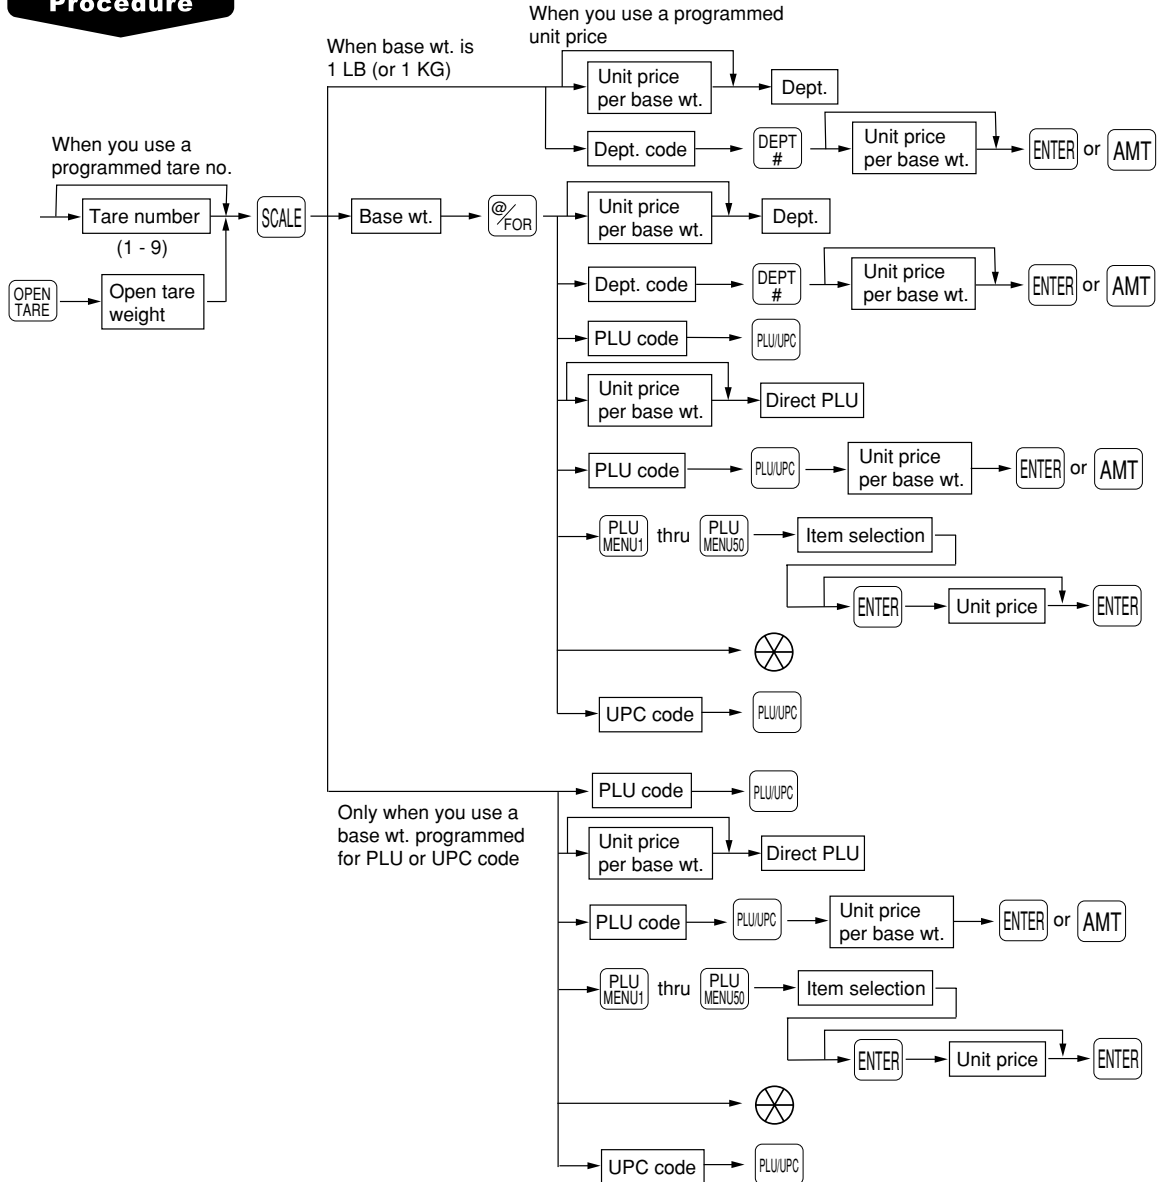 Procedure
When you use a programmed
unit price
When base wt. is
1 LB (or 1 KG)
Unit price
per base wt.
Dept.
Dept. code
DEPT
#
Unit price
per base wt.
ENTER or AMT
When you use a
programmed tare no.
Tare number
(1 - 9)
SCALE
Base wt.
@/FOR
Unit price
per base wt.
Dept.
OPEN
TARE
Open tare
weight
Dept. code
DEPT
#
Unit price
per base wt.
ENTER or AMT
PLU code
PLU/UPC
Unit price
per base wt.
Direct PLU
PLU code
PLU/UPC
Unit price
per base wt.
ENTER or AMT
PLU
MENU1
thru
PLU
MENU50
Item selection
ENTER
Unit price
ENTER
UPC code
PLU/UPC
Only when you use a
base wt. programmed
for PLU or UPC code
PLU code
PLU/UPC
Unit price
per base wt.
Direct PLU
PLU code
PLU/UPC
Unit price
per base wt.
ENTER or AMT
PLU
MENU1
thru
PLU
MENU50
Item selection
ENTER
Unit price
ENTER
UPC code
PLU/UPC